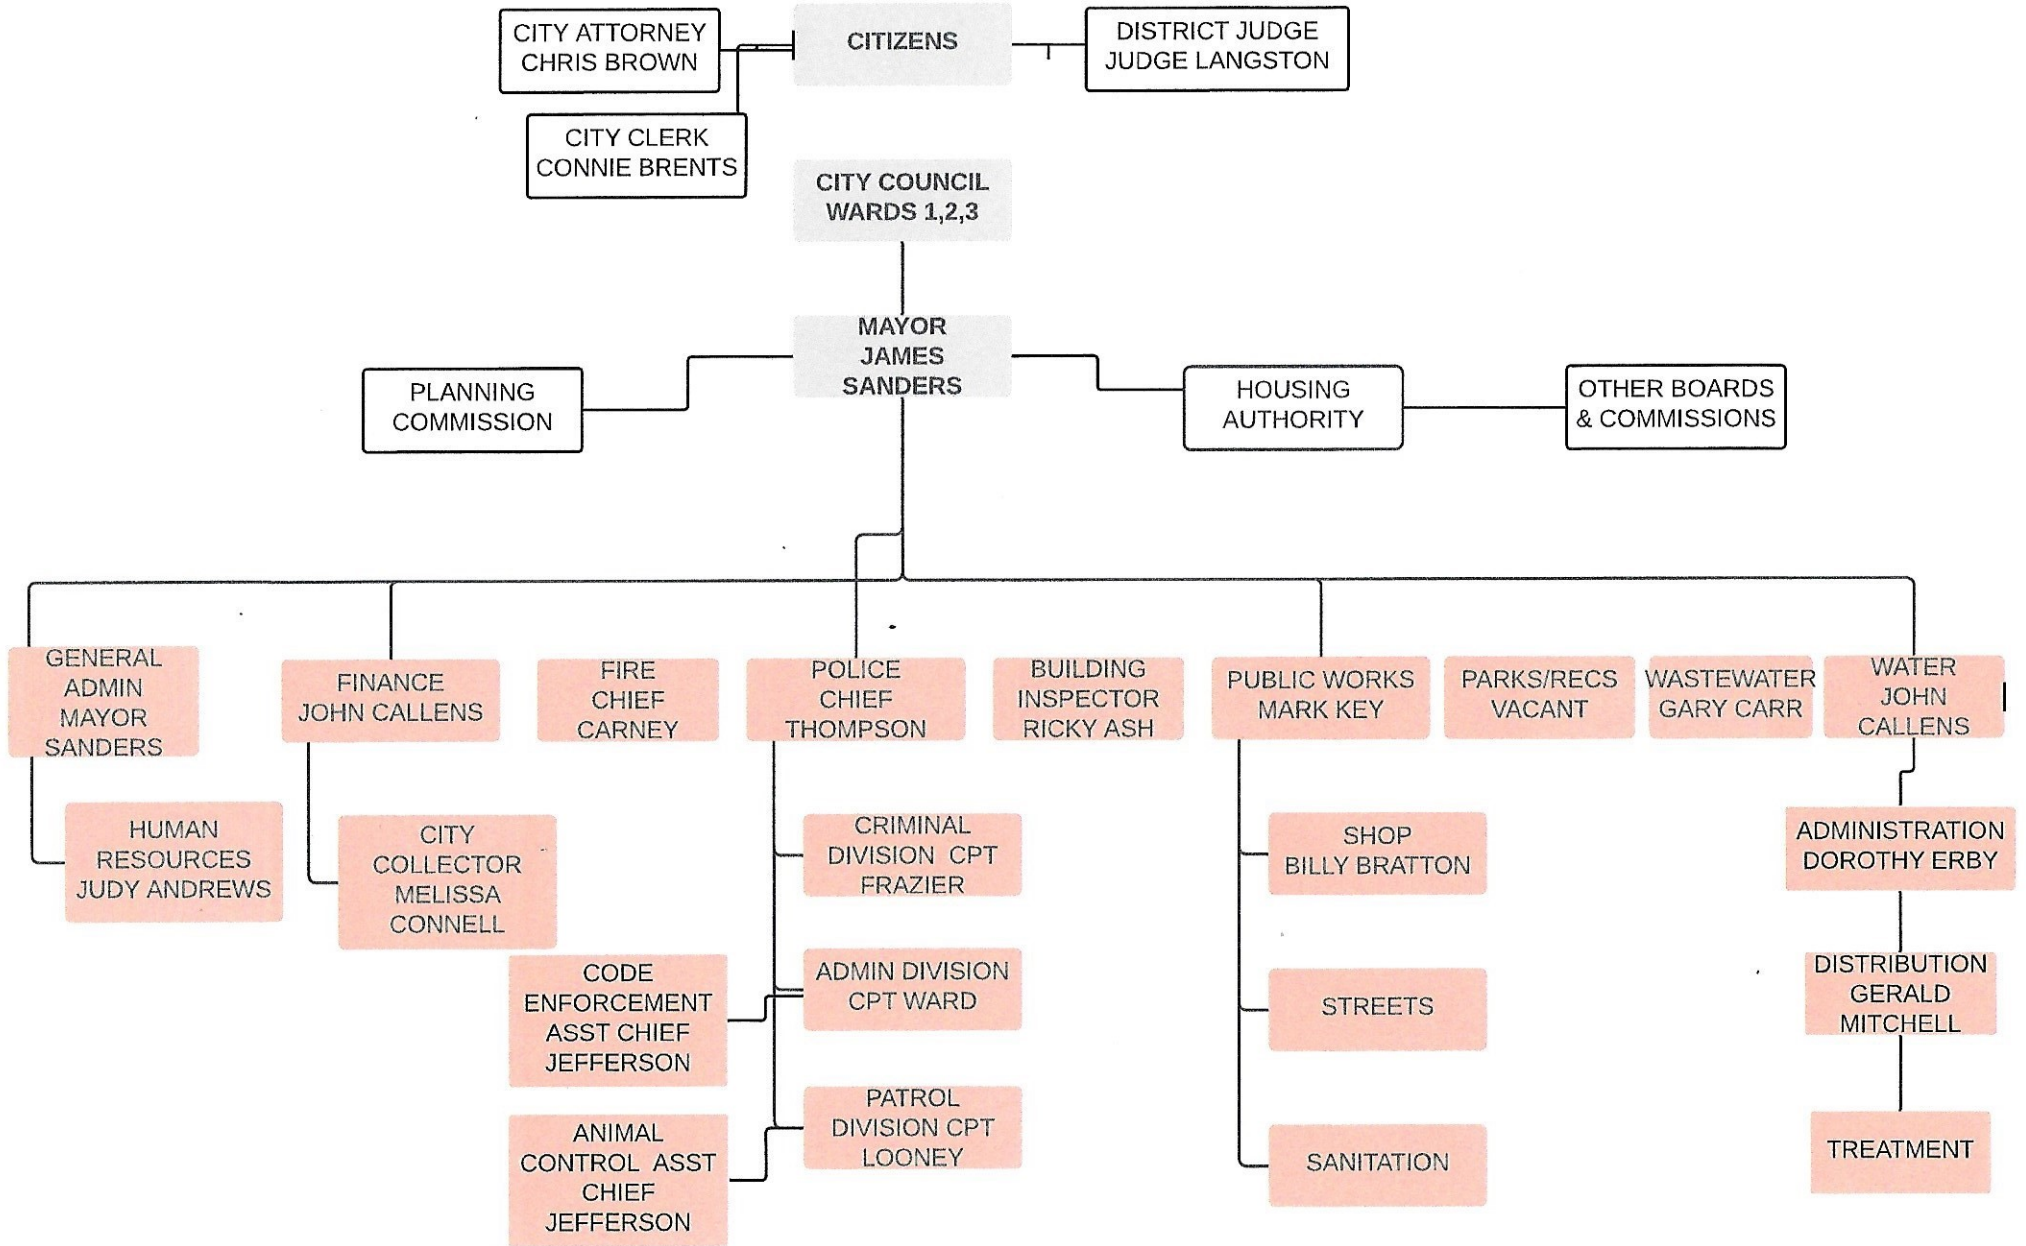 CITY ATTORNEY
CHRIS BROWN
CITIZENS
DISTRICT JUDGE
JUDGE LANGSTON
CITY CLERK
CONNIE BRENTS
CITY COUNCIL
WARDS 1,2,3
MAYOR
JAMES
SANDERS
PLANNING
COMMISSION
HOUSING
AUTHORITY
OTHER BOARDS
& COMMISSIONS
GENERAL
ADMIN
MAYOR
SANDERS
FINANCE
JOHN CALLENS
FIRE
CHIEF
CARNEY
POLICE
CHIEF
THOMPSON
BUILDING
INSPECTOR
RICKY ASH
PUBLIC WORKS
MARK KEY
PARKS/RECS
VACANT
WASTEWATER
GARY CARR
WATER
JOHN
CALLENS
HUMAN
RESOURCES
JUDY ANDREWS
CITY
COLLECTOR
MELISSA
CONNELL
CRIMINAL
DIVISION CPT
FRAZIER
SHOP
BILLY BRATTON
ADMINISTRATION
DOROTHY ERBY
CODE
ENFORCEMENT
ASST CHIEF
JEFFERSON
ADMIN DIVISION
CPT WARD
STREETS
DISTRIBUTION
GERALD
MITCHELL
ANIMAL
CONTROL ASST
CHIEF
JEFFERSON
PATROL
DIVISION CPT
LOONEY
SANITATION
TREATMENT